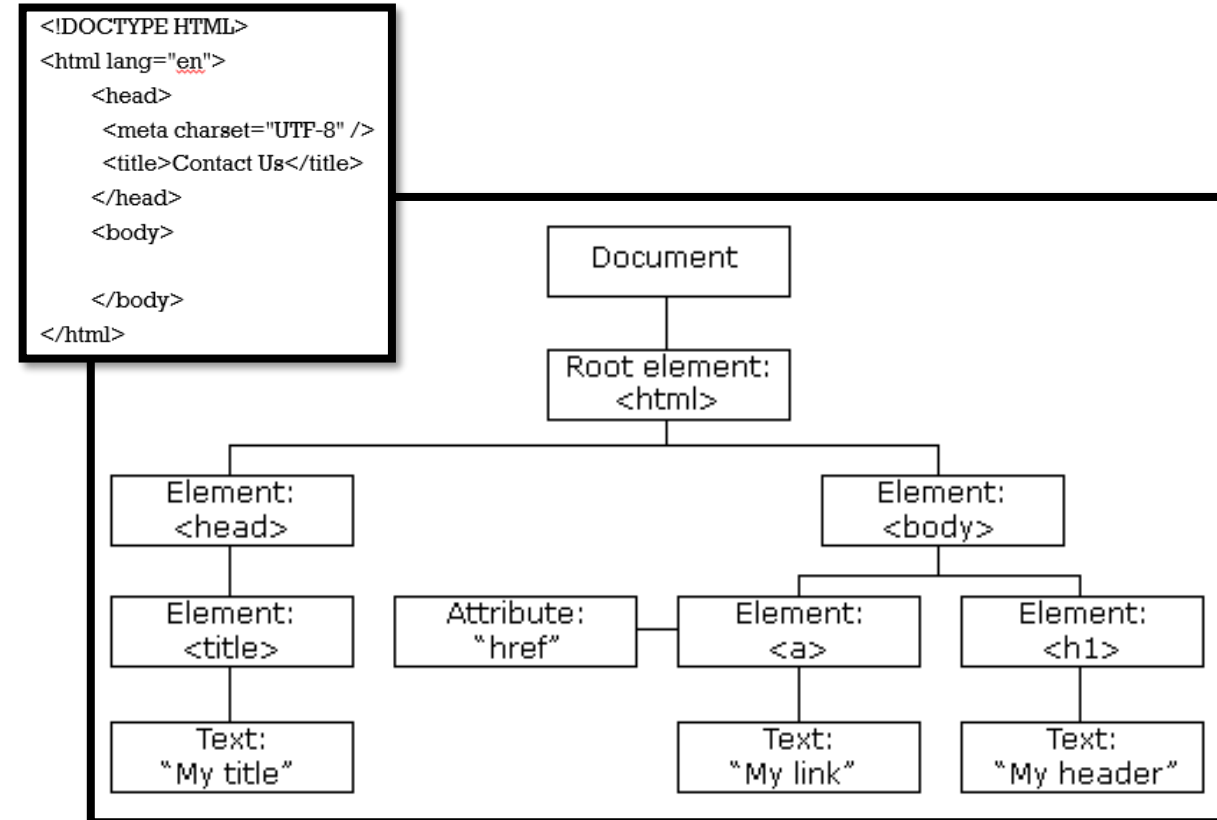 <!DOCTYPE HTML>
<html lang="en">
<head>
<meta charset="UTF-8" />
<title>Contact Us</title>
</head>
<body>
</body>
</html>
Document
Root element:
<html>
Element:
<head>
Element:
<body>
Element:
<title>
Attribute:
"href"
Element:
<a>
Element:
<h1>
Text:
"My title"
Text:
"My link"
Text:
"My header"